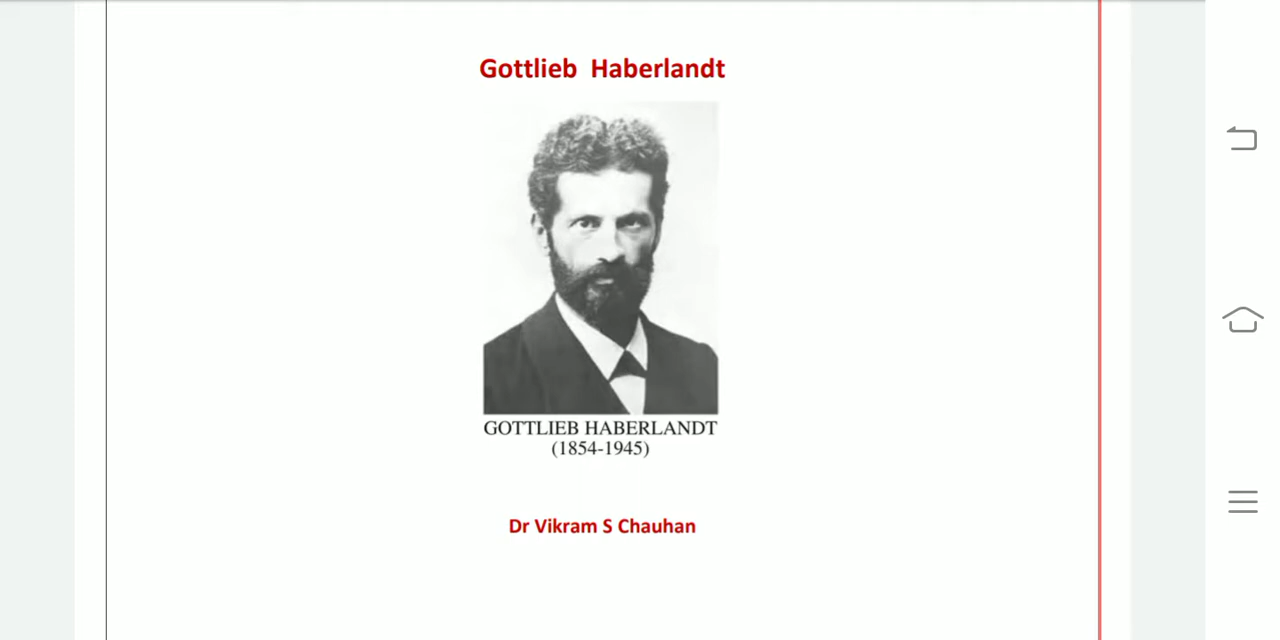 Gottlieb Haberlandt
GOTTLIEB HABERLANDT
(1854-1945)
Dr Vikram S Chauhan